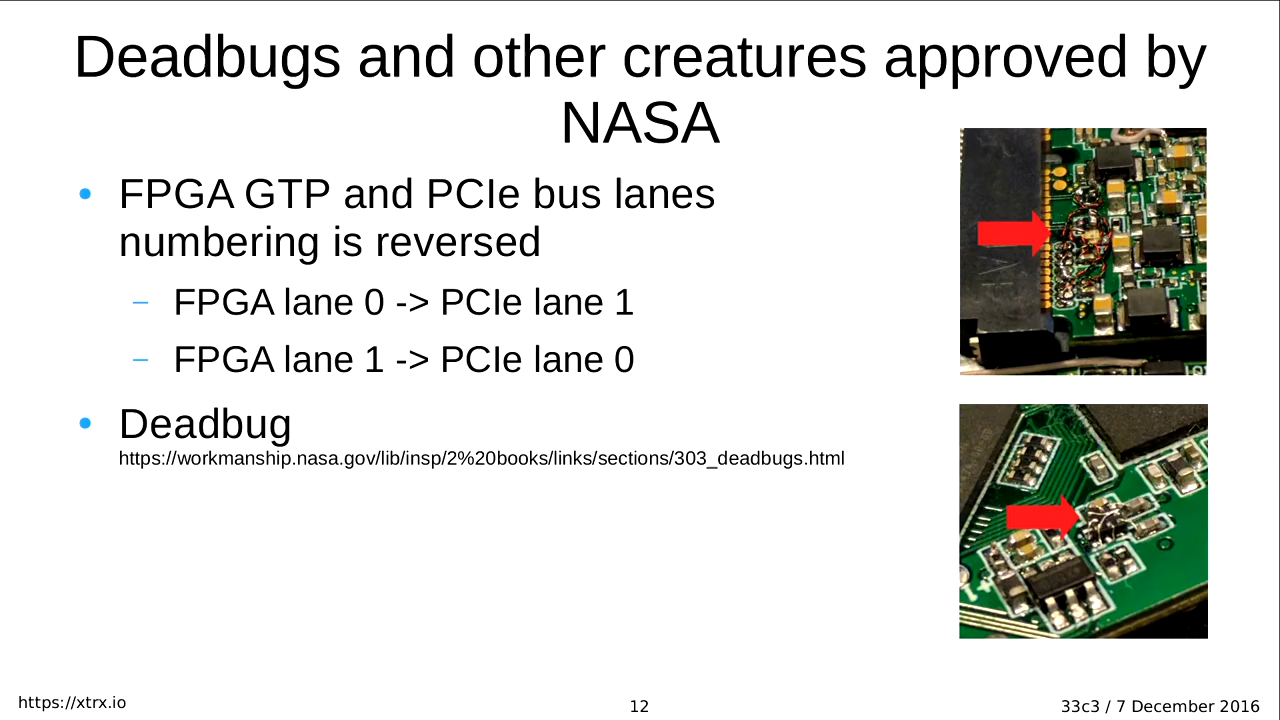 Deadbugs and other creatures approved by
NASA
• FPGA GTP and PCIe bus lanes
numbering is reversed
– FPGA lane 0 -> PCIe lane 1
– FPGA lane 1 -> PCIe lane 0
• Deadbug
https://workmanship.nasa.gov/lib/insp/2%20books/links/sections/303_deadbugs.html
https://xtrx.io
12
33c3 / 7 December 2016